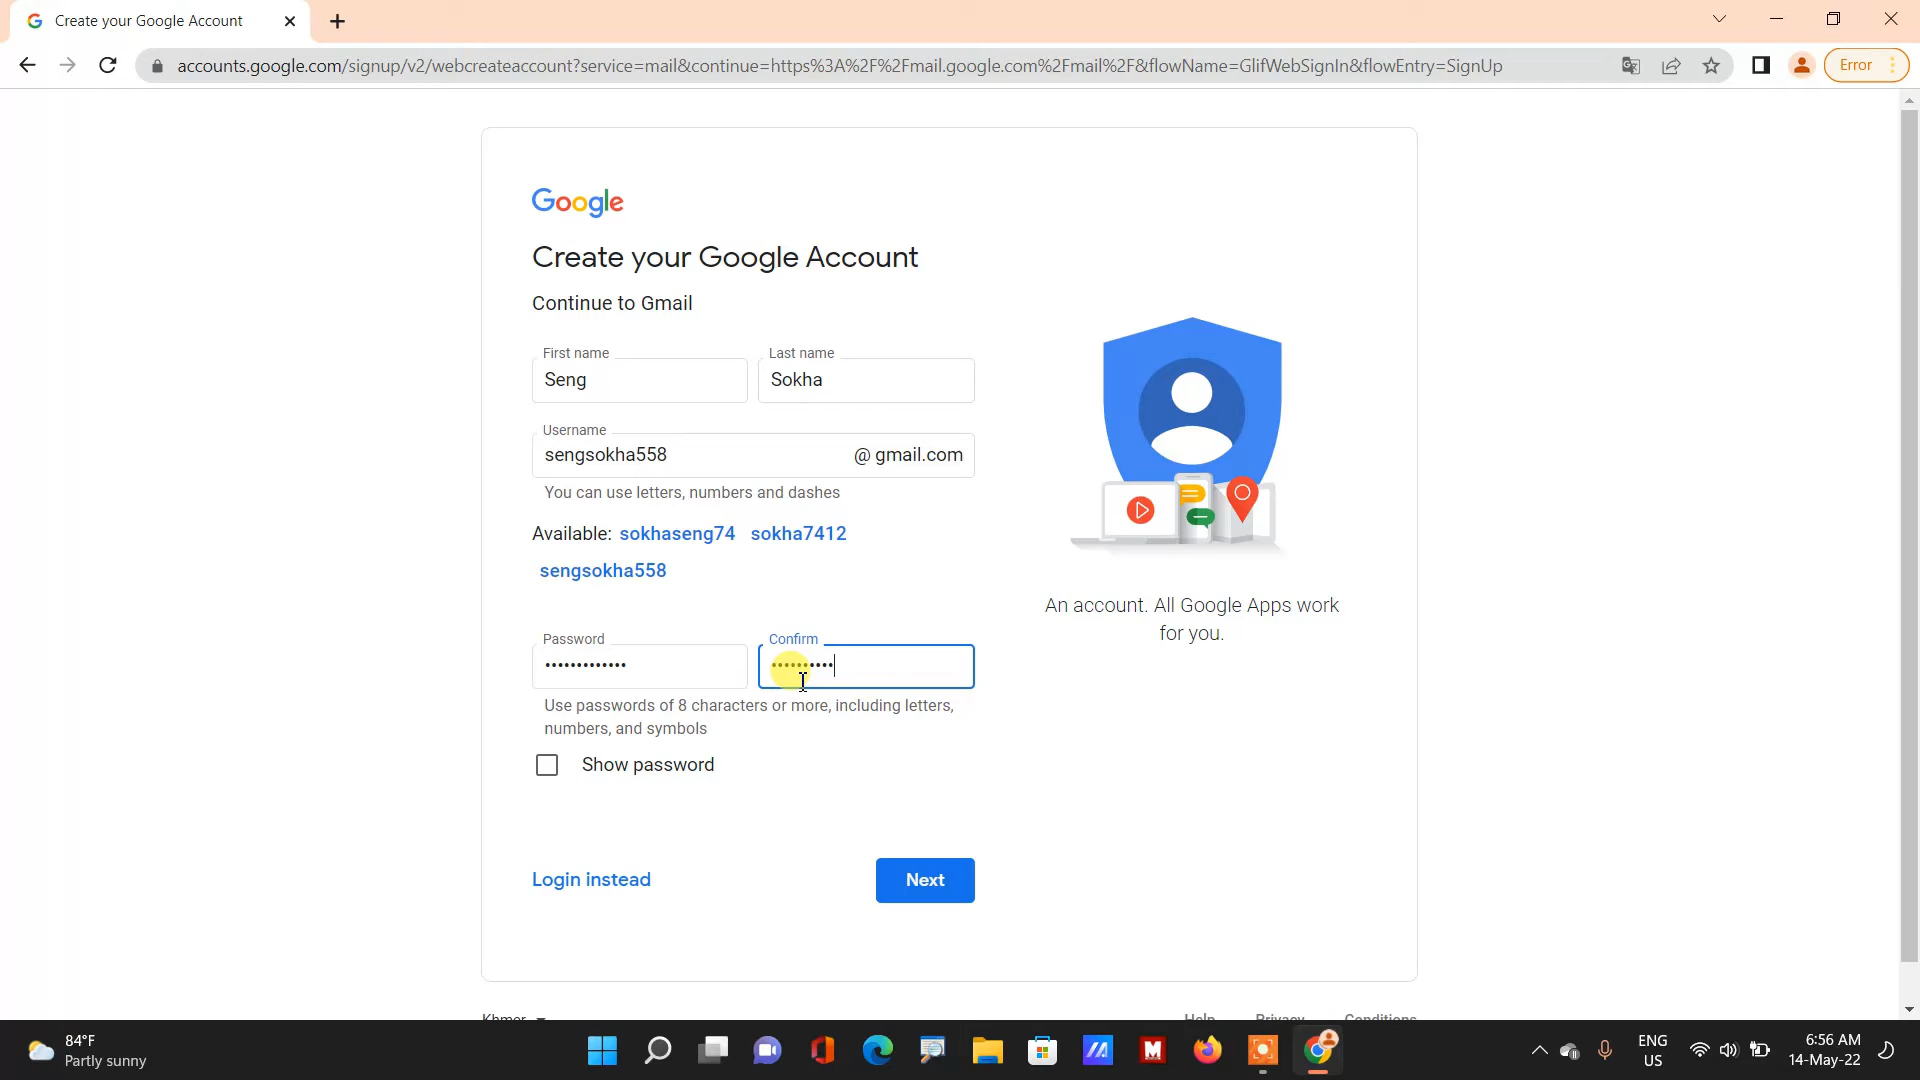 Create your Google Account
accounts.google.com/signup/v2/webcreateaccount?service=mail&continue=https%3A%2F%2Fmail.google.com%2Fmail%2F&flowName=GlifWebSignIn&flowEntry=SignUp
Error
Google
Create your Google Account
Continue to Gmail
First name
Last name
Seng
Sokha
Username
sengsokha558
@gmail.com
You can use letters, numbers and dashes
Available: sokhaseng74 sokha7412
sengsokha558
An account. All Google Apps work
for you.
Password
Confirm
•••••••••••••
••••••••••
Use passwords of 8 characters or more, including letters,
numbers, and symbols
Show password
Login instead
Next
Khmer
Help
Privacy
Conditions
84°F
Partly sunny
ENG
US
6:56 AM
14-May-22